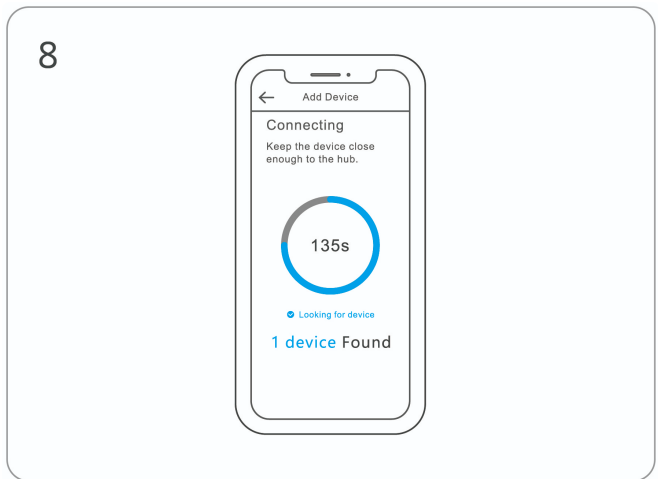 8
Add Device
Connecting
Keep the device close
enough to the hub.
135s
Looking for device
1 device Found